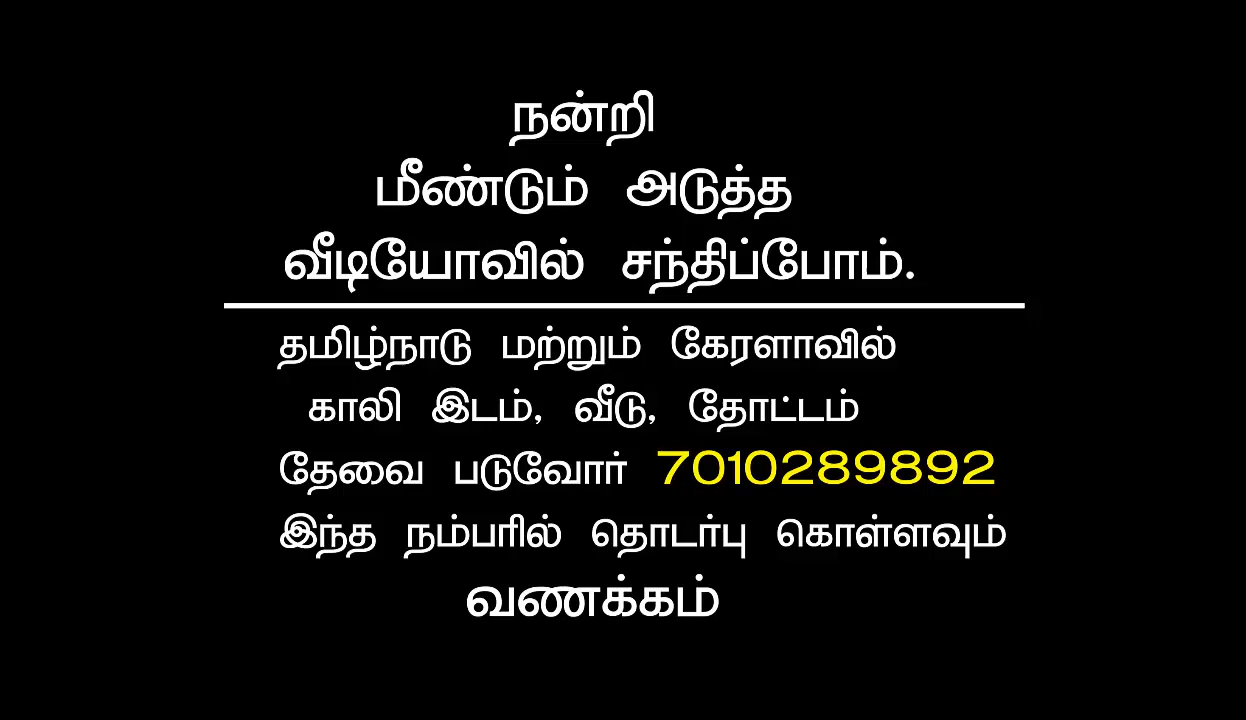 நன்றி
மீண்டும் அடுத்த
வீடியோவில் சந்திப்போம்.
தமிழ்நாடு மற்றும் கேரளாவில்
காலி இடம், வீடு, தோட்டம்
தேவை படுவோர் 7010289892
இந்த நம்பரில் தொடர்பு கொள்ளவும்
வணக்கம்